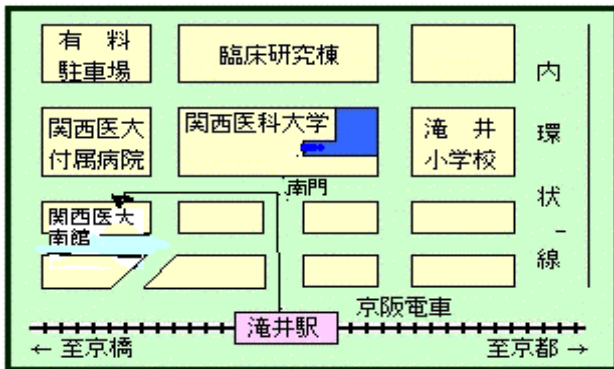 有　料
駐車場
臨床研究棟
内環状線
関西医大
付属病院
関西医科大学
滝　井
小学校
南門
関西医大
南館
京阪電車
滝井駅
← 至京橋
至京都 →